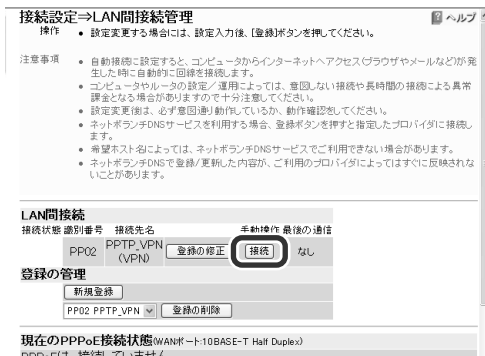 接続設定⇒LAN間接続管理
ヘルプ
操作
● 設定変更する場合には、設定入力後、[登録]ボタンを押してください。
注意事項
● 自動接続に設定すると、コンピュータからインターネットへアクセス(ブラウザやメールなど)が発
生した時に自動的に回線を接続します。
● コンピュータやルータの設定／運用によっては、意図しない接続や長時間の接続による異常
課金となる場合がありますので十分注意してください。
● 設定変更後は、必ず意図通り動作しているか、動作確認をしてください。
● ネットボランチDNSサービスを利用する場合、登録ボタンを押すと指定したプロバイダに接続し
ます。
● 希望ホスト名によっては、ネットボランチDNSサービスでご利用できない場合があります。
● ネットボランチDNSで登録/更新した内容が、ご利用のプロバイダによってはすぐに反映されな
いことがあります。
LAN間接続
接続状態 識別番号 接続先名 手動操作 最後の通信
PP02 PPTP_VPN
(VPN) 登録の修正 接続 なし
登録の管理
新規登録
PP02 PPTP_VPN 登録の削除
現在のPPPoE接続状態(WANポート:10BASE-T Half Duplex)
PPPoEは、接続していません